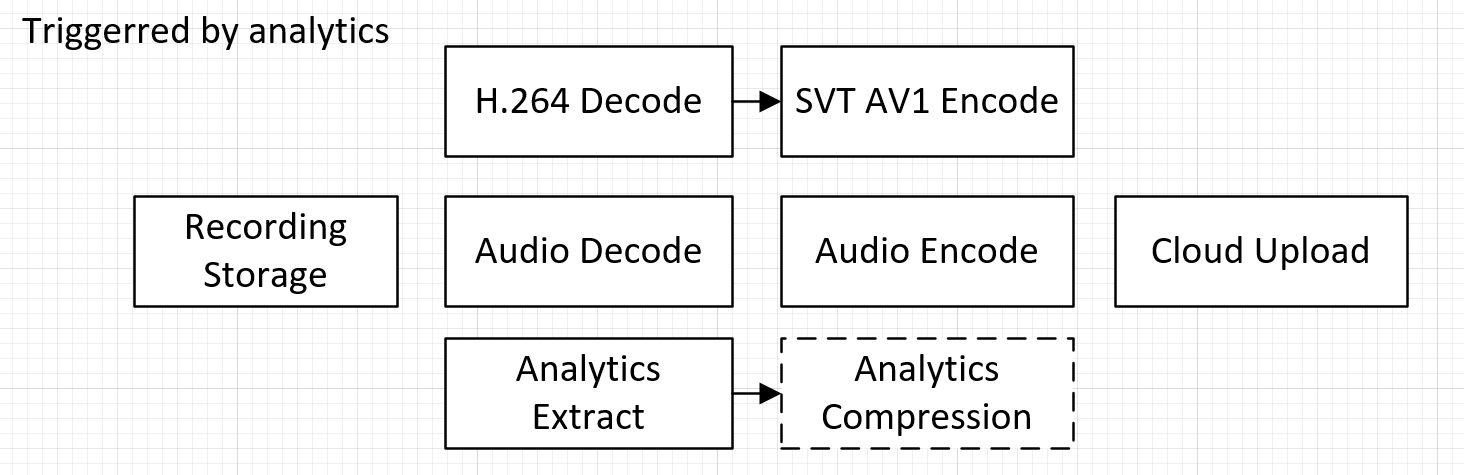 Triggerred by analytics
H.264 Decode
SVT AV1 Encode
Recording
Storage
Audio Decode
Audio Encode
Cloud Upload
Analytics
Extract
Analytics
Compression